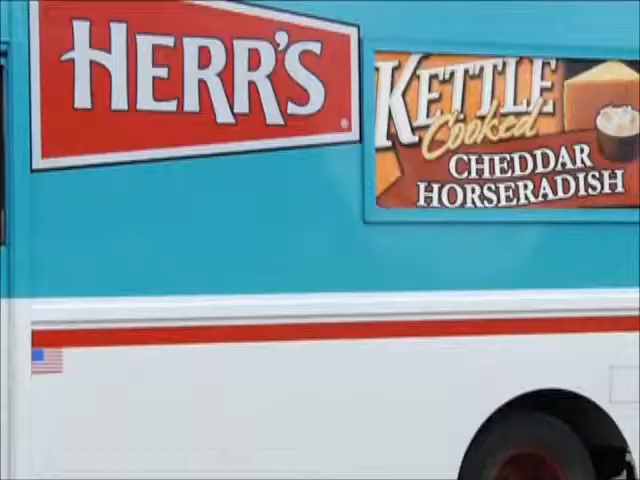 HERR'S
®
KETTLE
Cooked
CHEDDAR
HORSERADISH